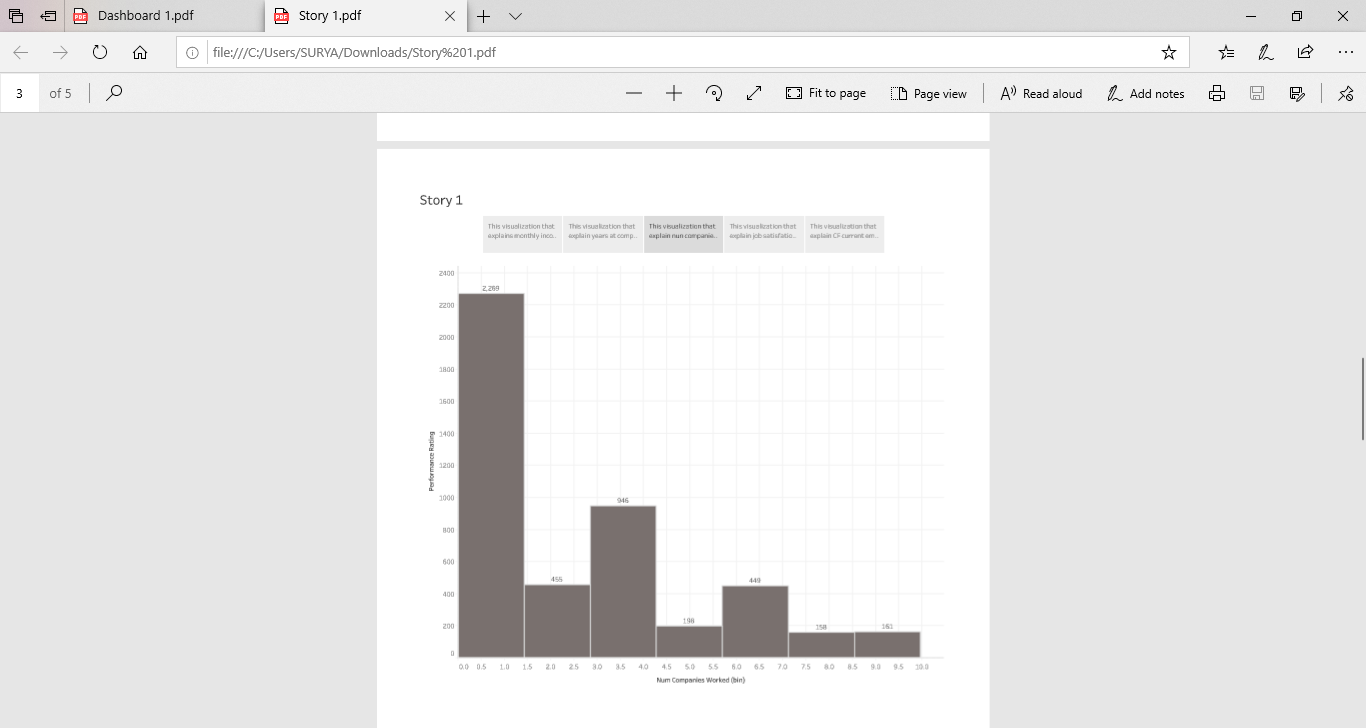 Dashboard 1.pdf
Story 1.pdf
file:///C:/Users/SURYA/Downloads/Story%201.pdf
3 of 5
Fit to page
Page view
Read aloud
Add notes
Story 1
This visualization that
explains monthly inco..
This visualization that
explain years at comp..
This visualization that
explain nun companie..
This visualization that
explain job satisfatio..
This visualization that
explain CF current em..
2400
2200
2000
1800
1600
1400
1200
1000
800
600
400
200
0
Performance Rating
2,269
455
946
198
449
158
161
0.0 0.5 1.0 1.5 2.0 2.5 3.0 3.5 4.0 4.5 5.0 5.5 6.0 6.5 7.0 7.5 8.0 8.5 9.0 9.5 10.0
Num Companies Worked (bin)